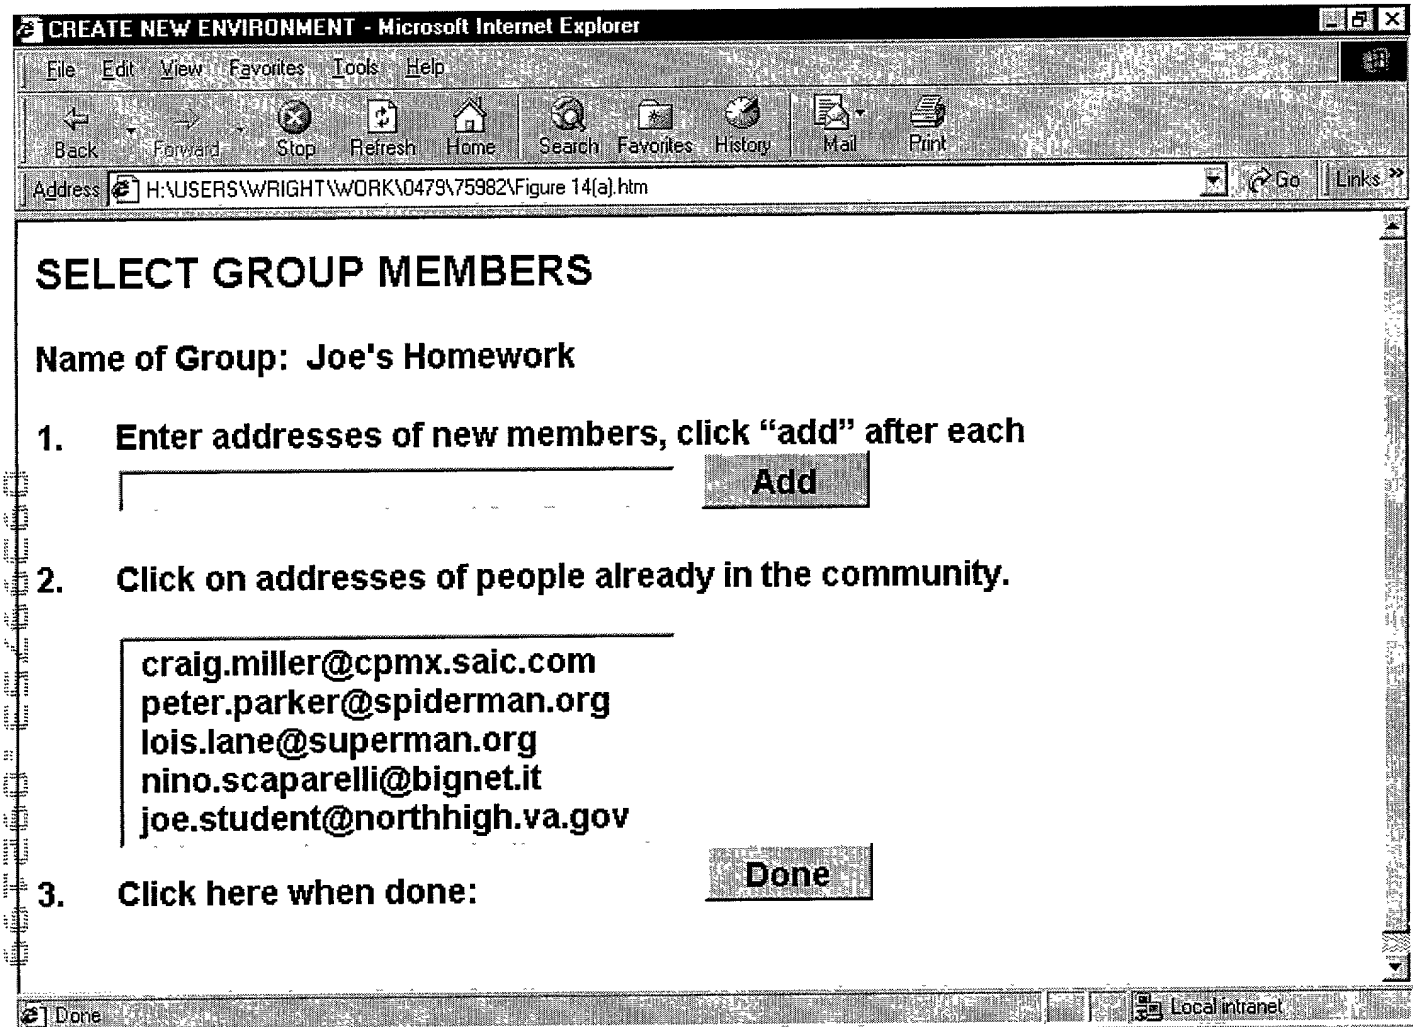 CREATE NEW ENVIRONMENT - Microsoft Internet Explorer
File Edit View Favorites Tools Help
Back Forward Stop Refresh Home Search Favorites History Mail Print
Address H:\USERS\WRIGHT\WORK\0479\75982\Figure 14(a).htm Go Links »
SELECT GROUP MEMBERS
Name of Group: Joe's Homework
1. Enter addresses of new members, click “add” after each
Add
2. Click on addresses of people already in the community.
craig.miller@cpmx.saic.com
peter.parker@spiderman.org
lois.lane@superman.org
nino.scaparelli@bignet.it
joe.student@northhigh.va.gov
3. Click here when done: Done
Done Local intranet